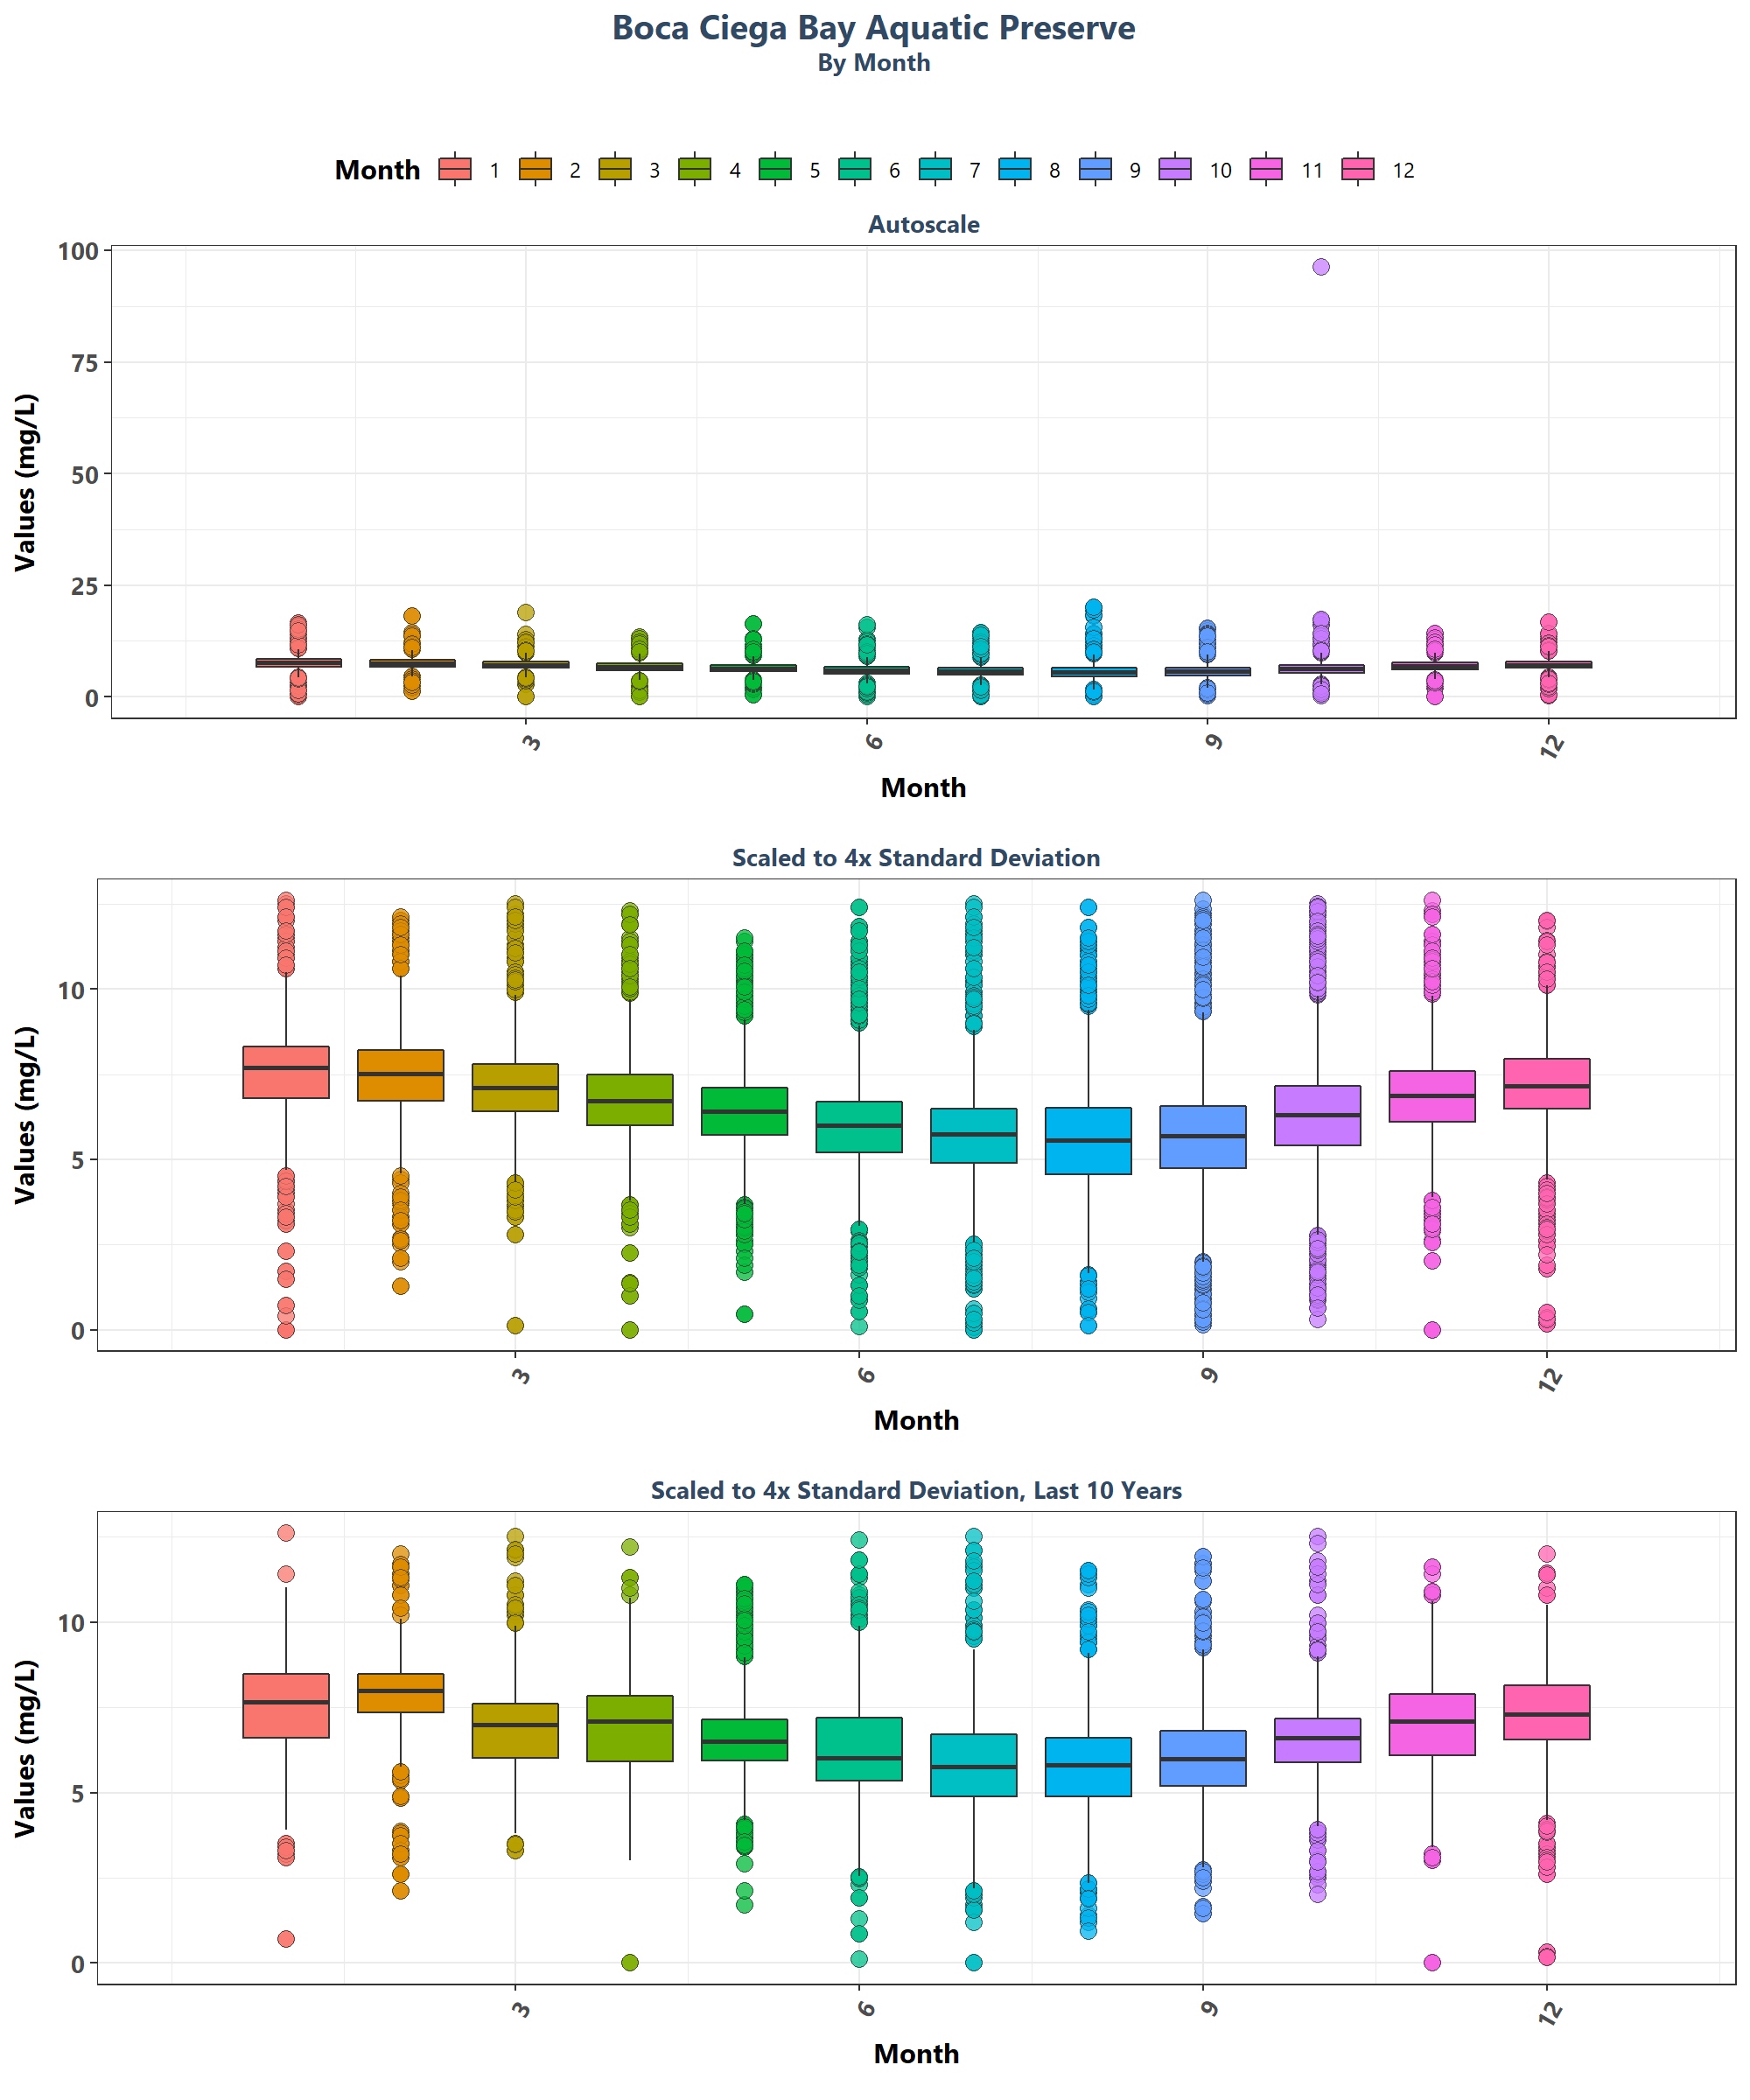 Boca Ciega Bay Aquatic Preserve
By Month
Month 1 2 3 4 5 6 7 8 9 10 11 12
Autoscale
Values (mg/L)
100
75
50
25
0
3 6 9 12
Month
Scaled to 4x Standard Deviation
Values (mg/L)
10
5
0
3 6 9 12
Month
Scaled to 4x Standard Deviation, Last 10 Years
Values (mg/L)
10
5
0
3 6 9 12
Month